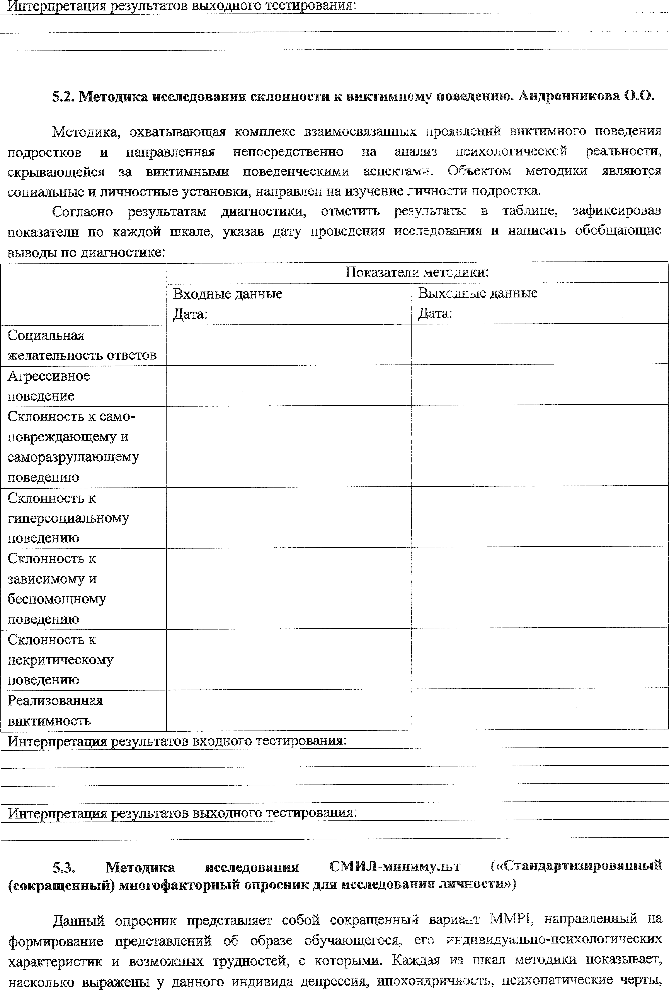 Интерпретация результатов выходного тестирования:
5.2. Методика исследования склонности к виктимному поведению. Андронникова О.О.
Методика, охватывающая комплекс взаимосвязанных проявлений виктимного поведения
подростков и направленная непосредственно на анализ психологической реальности,
скрывающейся за виктимными поведенческими аспектами. Объектом методики являются
социальные и личностные установки, направлен на изучение личности подростка.
Согласно результатам диагностики, отметить результаты в таблице, зафиксировав
показатели по каждой шкале, указав дату проведения исследования и написать обобщающие
выводы по диагностике:
Показатели методики:
Входные данные
Дата:
Выходные данные
Дата:
Социальная
желательность ответов
Агрессивное
поведение
Склонность к само-
повреждающему и
саморазрушающему
поведению
Склонность к
гиперсоциальному
поведению
Склонность к
зависимому и
беспомощному
поведению
Склонность к
некритическому
поведению
Реализованная
виктимность
Интерпретация результатов входного тестирования:
Интерпретация результатов выходного тестирования:
5.3. Методика исследования СМИЛ-минимульт («Стандартизированный
(сокращенный) многофакторный опросник для исследования личности»)
Данный опросник представляет собой сокращенный вариант MMPI, направленный на
формирование представлений об образе обучающегося, его индивидуально-психологических
характеристик и возможных трудностей, с которыми. Каждая из шкал методики показывает,
насколько выражены у данного индивида депрессия, ипохондричность, психопатические черты,